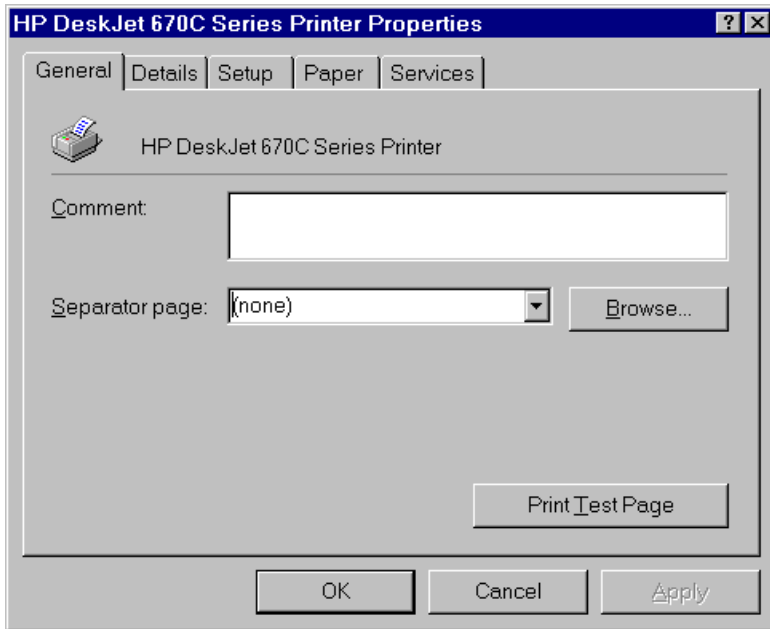 HP DeskJet 670C Series Printer Properties
General Details Setup Paper Services
HP DeskJet 670C Series Printer
Comment:
Separator page: (none) Browse...
Print Test Page
OK Cancel Apply